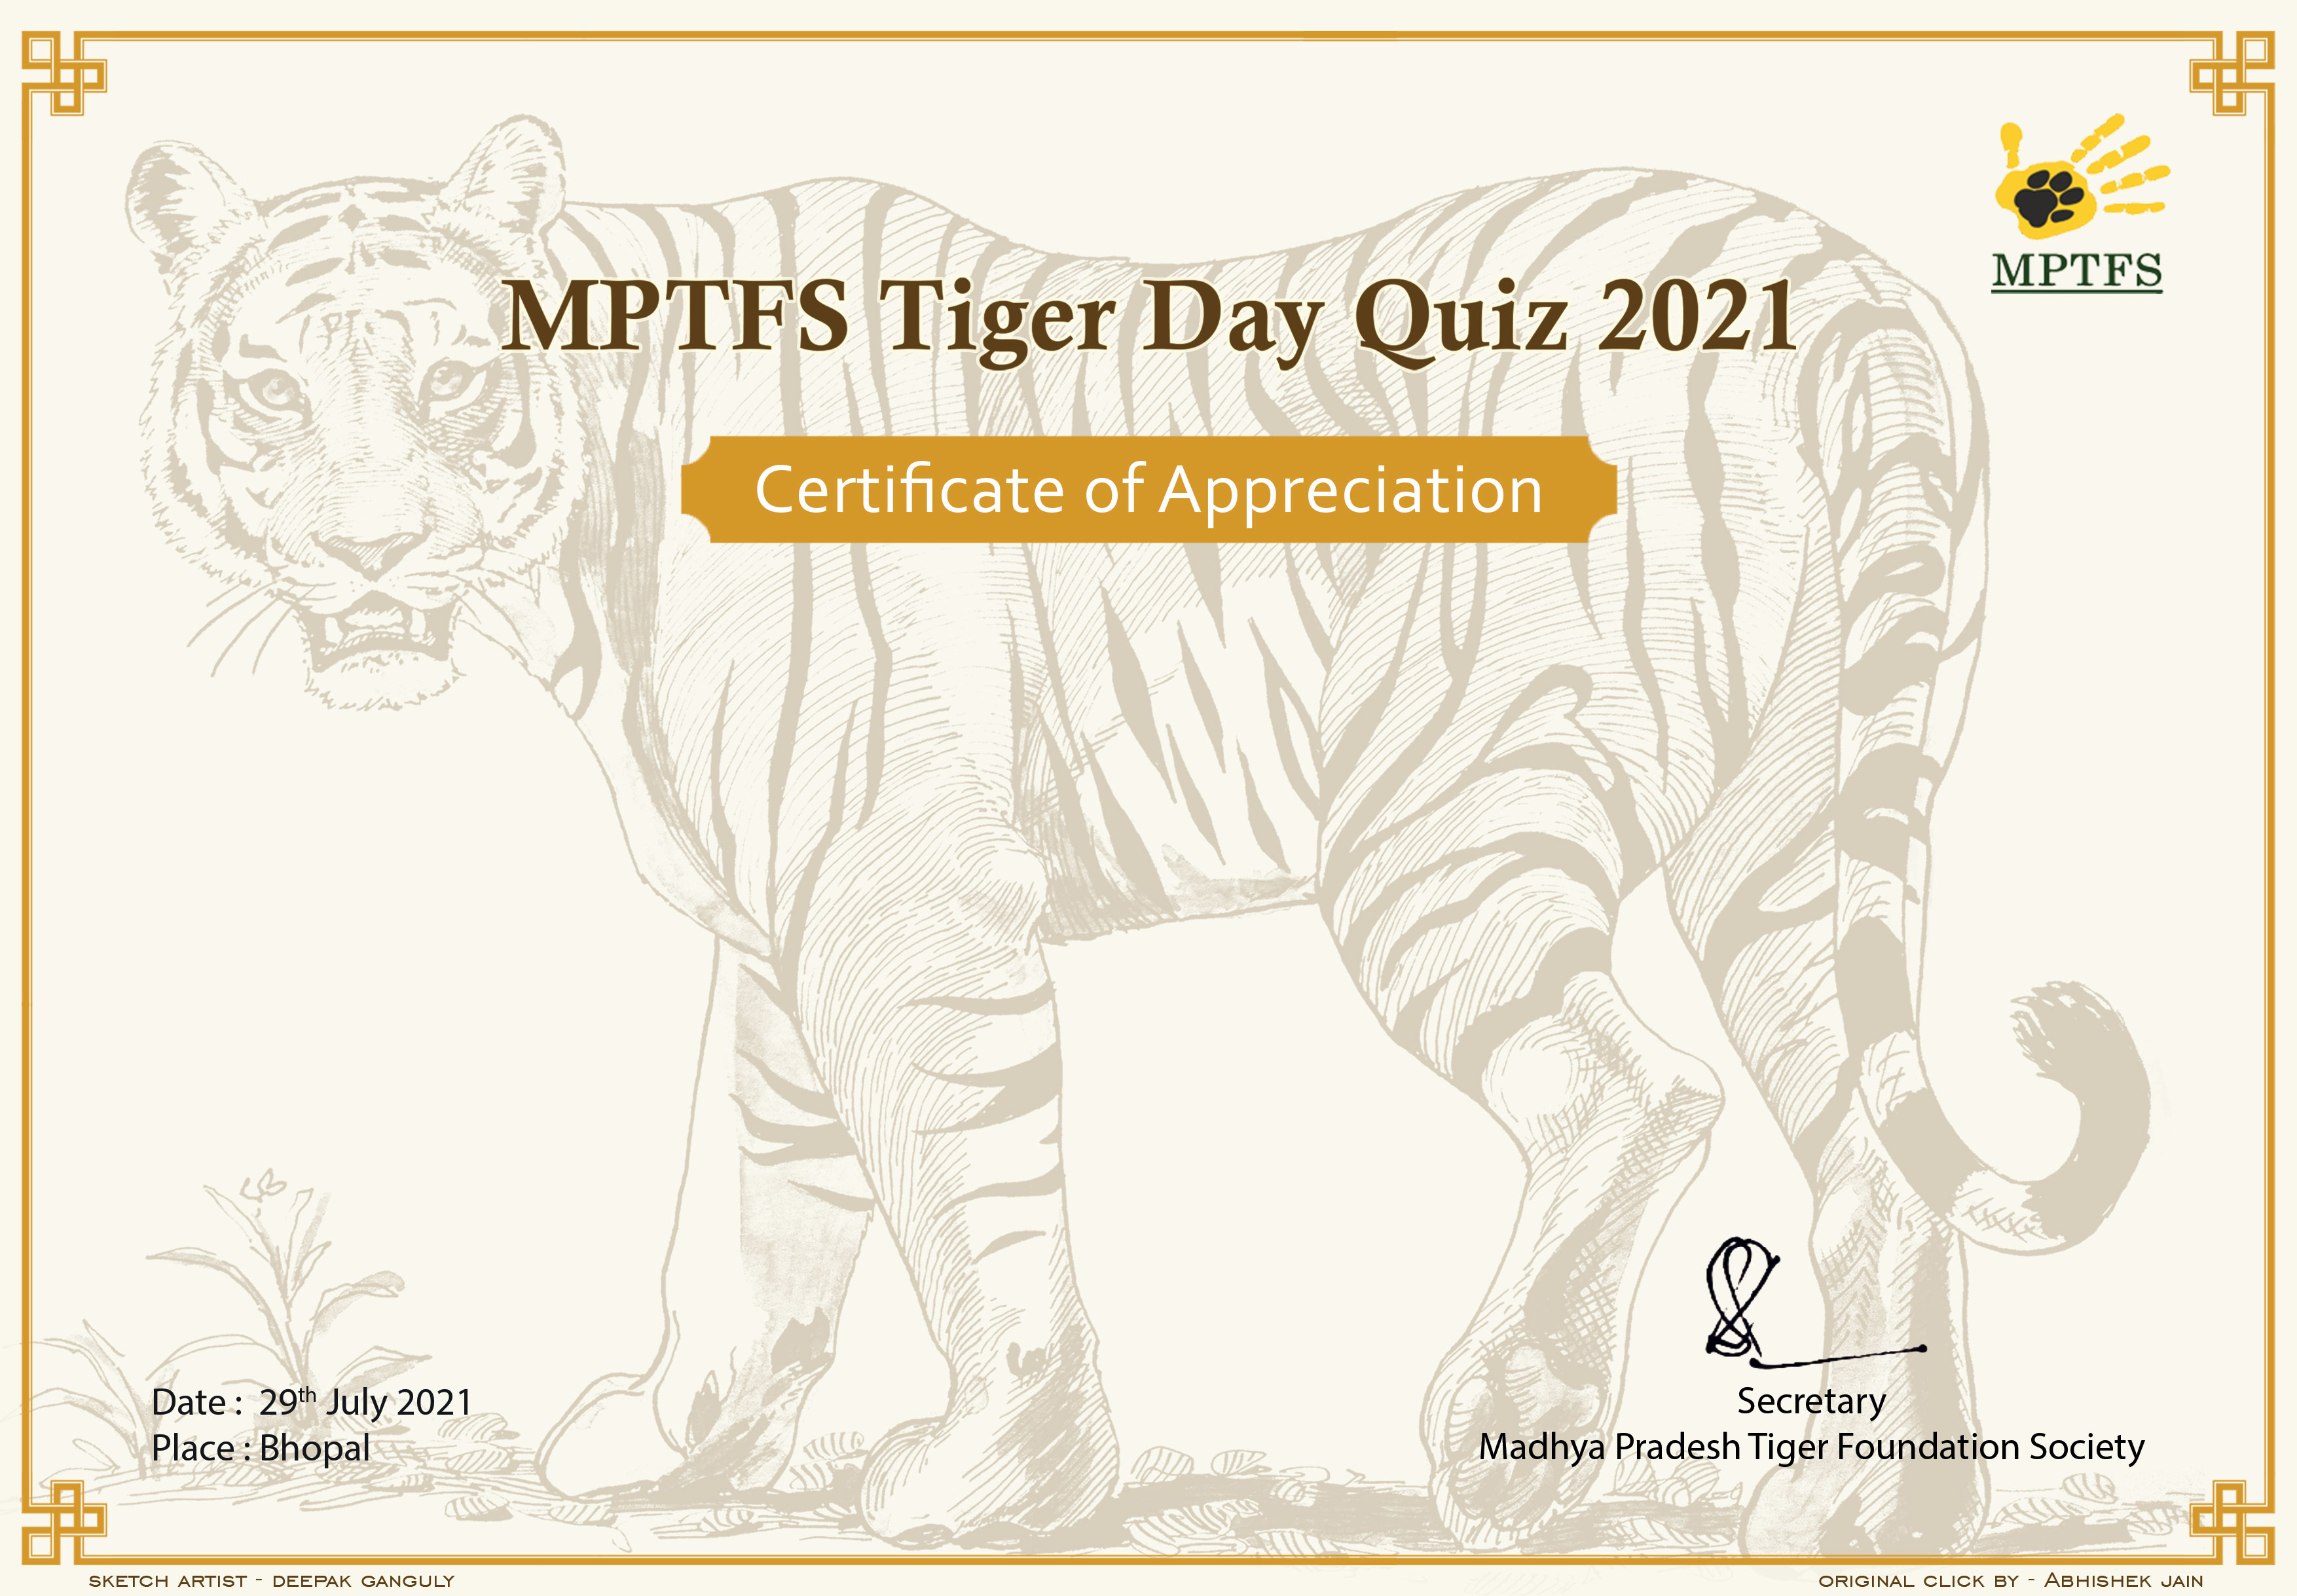 MPTFS
MPTFS Tiger Day Quiz 2021
Certificate of Appreciation
Date : 29th July 2021
Place : Bhopal
Secretary
Madhya Pradesh Tiger Foundation Society
SKETCH ARTIST - DEEPAK GANGULY
ORIGINAL CLICK BY - ABHISHEK JAIN